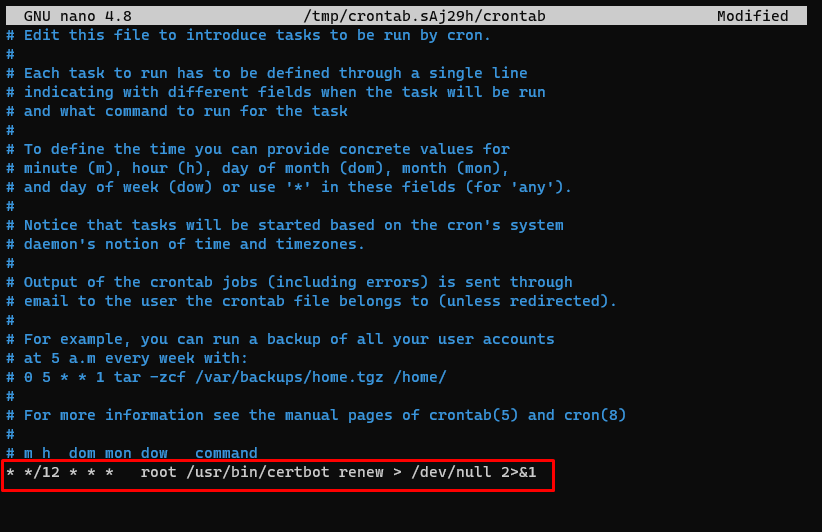 GNU nano 4.8 /tmp/crontab.sAj29h/crontab Modified
# Edit this file to introduce tasks to be run by cron.
#
# Each task to run has to be defined through a single line
# indicating with different fields when the task will be run
# and what command to run for the task
#
# To define the time you can provide concrete values for
# minute (m), hour (h), day of month (dom), month (mon),
# and day of week (dow) or use '*' in these fields (for 'any').
#
# Notice that tasks will be started based on the cron's system
# daemon's notion of time and timezones.
#
# Output of the crontab jobs (including errors) is sent through
# email to the user the crontab file belongs to (unless redirected).
#
# For example, you can run a backup of all your user accounts
# at 5 a.m every week with:
# 0 5 * * 1 tar -zcf /var/backups/home.tgz /home/
#
# For more information see the manual pages of crontab(5) and cron(8)
#
# m h  dom mon dow   command
* */12 * * *   root /usr/bin/certbot renew > /dev/null 2>&1